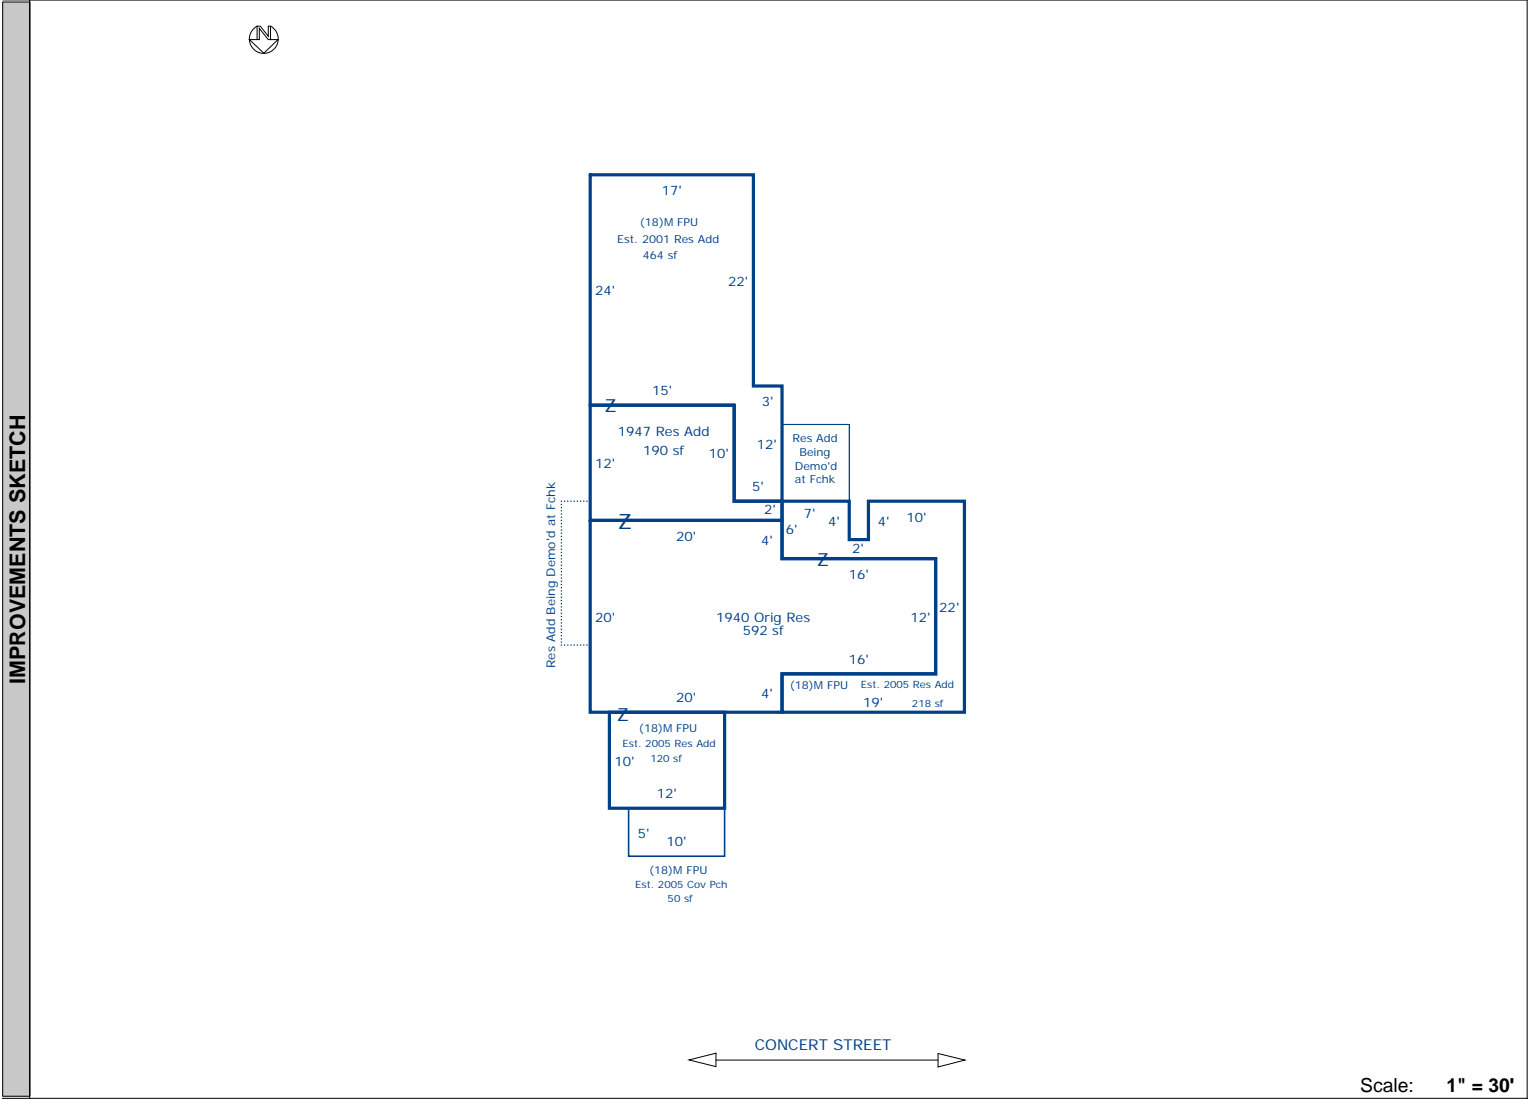 N
IMPROVEMENTS SKETCH
17'
(18)M FPU
Est. 2001 Res Add
464 sf
24'
22'
15'
Z
3'
1947 Res Add
190 sf
10'
12'
12'
5'
Res Add
Being
Demo'd
at Fchk
2'
7'
4'
4'
10'
6'
2'
Z
20'
4'
Z
16'
Res Add Being Demo'd at Fchk
20'
1940 Orig Res
592 sf
12'
22'
16'
(18)M FPU Est. 2005 Res Add
19' 218 sf
20'
4'
Z
(18)M FPU
Est. 2005 Res Add
120 sf
10'
12'
5'
10'
(18)M FPU
Est. 2005 Cov Pch
50 sf
CONCERT STREET
Scale: 1" = 30'